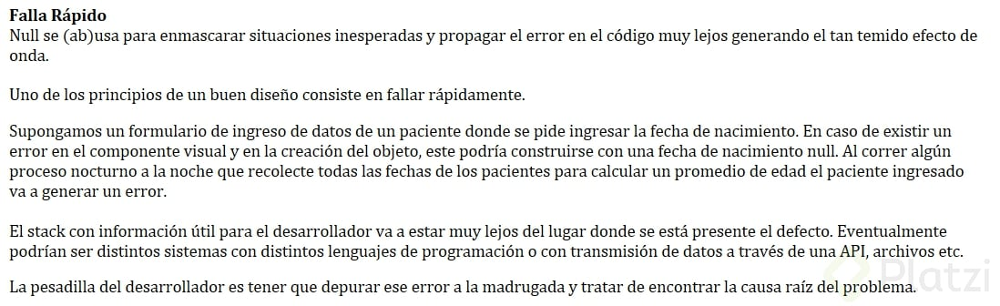 Falla Rápido
Null se (ab)usa para enmascarar situaciones inesperadas y propagar el error en el código muy lejos generando el tan temido efecto de
onda.
Uno de los principios de un buen diseño consiste en fallar rápidamente.
Supongamos un formulario de ingreso de datos de un paciente donde se pide ingresar la fecha de nacimiento. En caso de existir un
error en el componente visual y en la creación del objeto, este podría construirse con una fecha de nacimiento null. Al correr algún
proceso nocturno a la noche que recolecte todas las fechas de los pacientes para calcular un promedio de edad el paciente ingresado
va a generar un error.
El stack con información útil para el desarrollador va a estar muy lejos del lugar donde se está presente el defecto. Eventualmente
podrían ser distintos sistemas con distintos lenguajes de programación o con transmisión de datos a través de una API, archivos etc.
La pesadilla del desarrollador es tener que depurar ese error a la madrugada y tratar de encontrar la causa raíz del problema.
Platzi